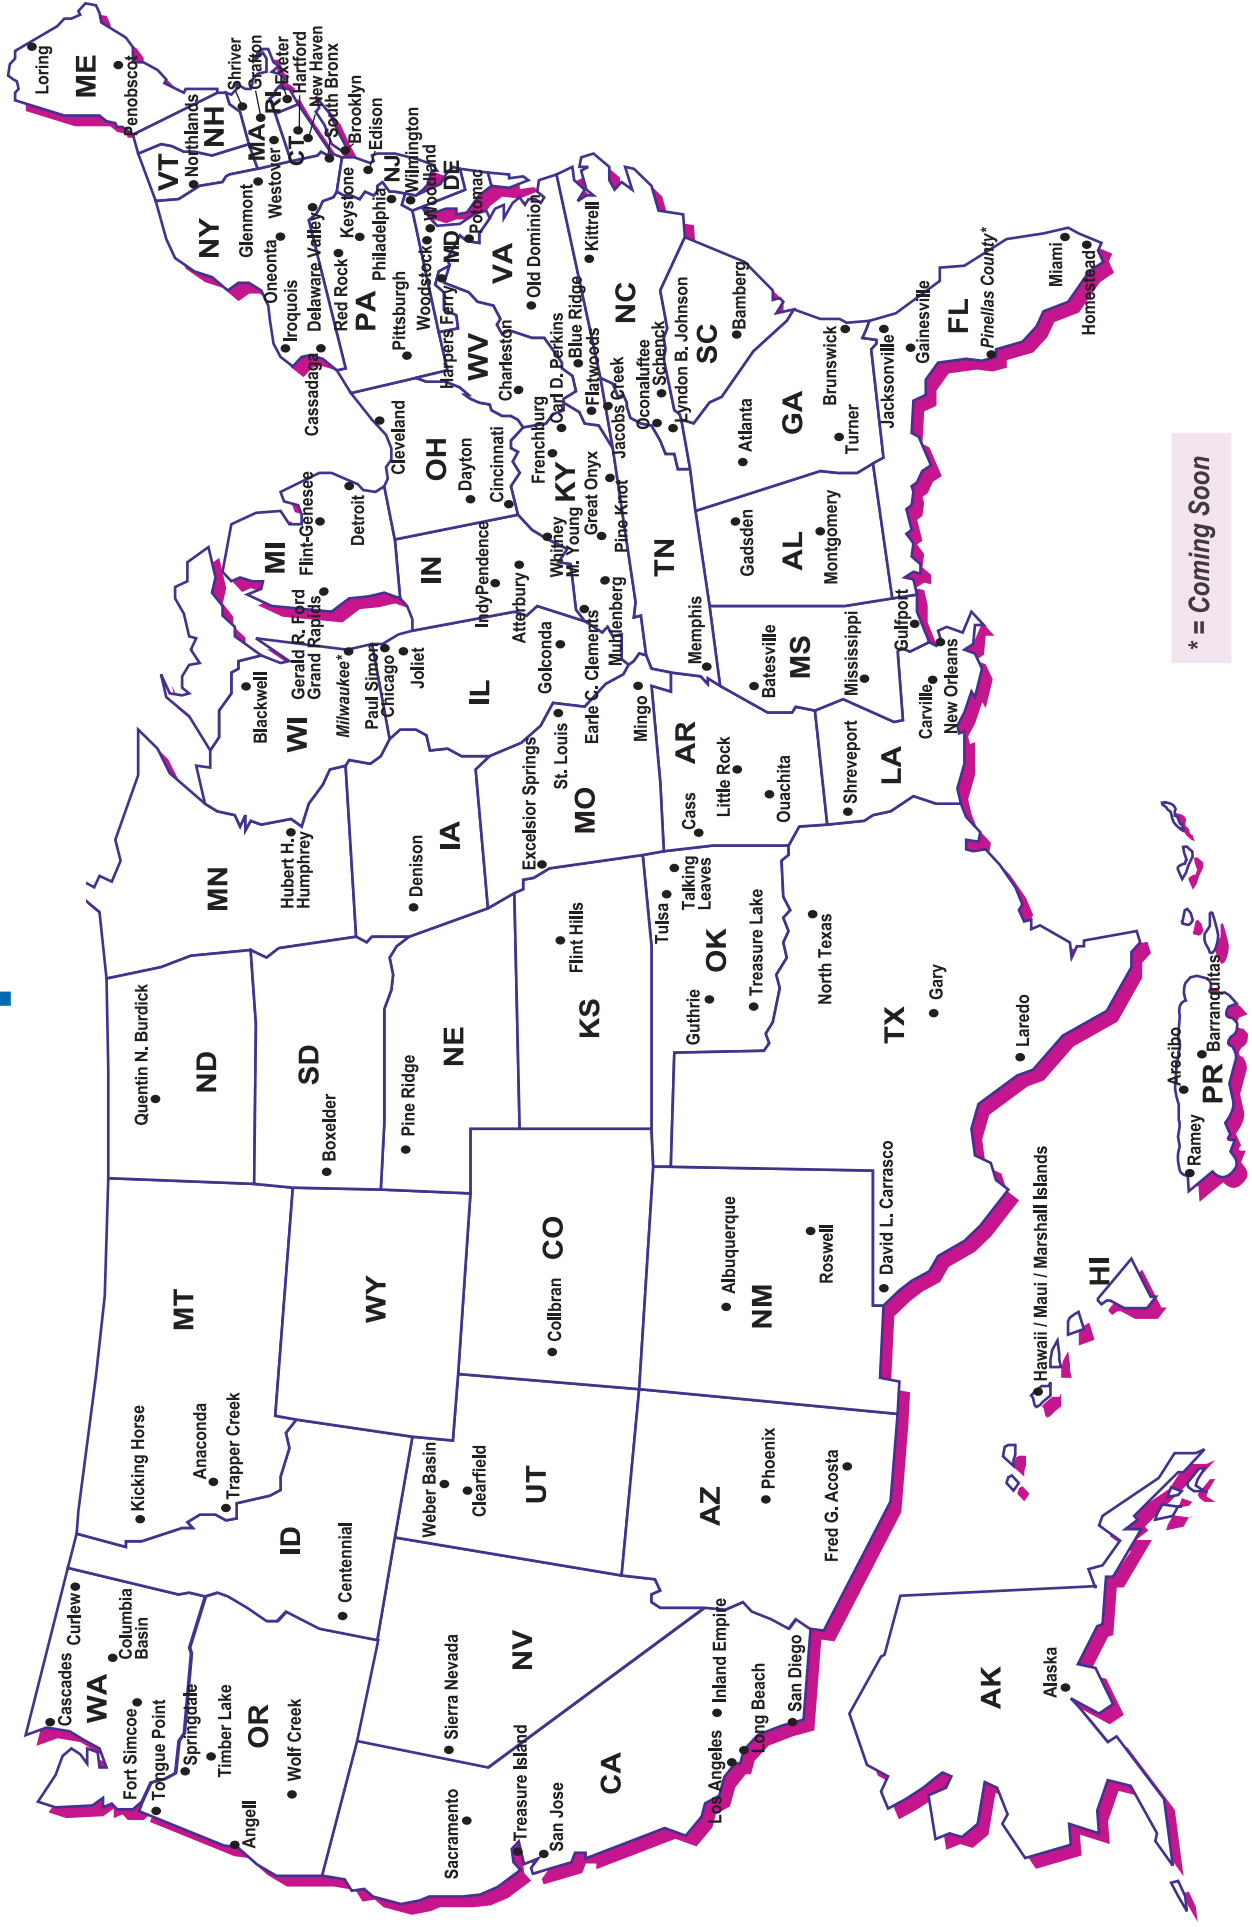 Cascades
Curlew
WA
Columbia
Basin
Fort Simcoe
Tongue Point
Springdale
Timber Lake
OR
Angell
Wolf Creek
Sacramento
Sierra Nevada
NV
Treasure Island
San Jose
CA
Los Angeles
Inland Empire
Long Beach
San Diego
Kicking Horse
Anaconda
Trapper Creek
MT
ID
Centennial
WY
Weber Basin
Clearfield
UT
Collbran
CO
AZ
Phoenix
Fred G. Acosta
Albuquerque
NM
Roswell
Quentin N. Burdick
ND
SD
Boxelder
Pine Ridge
NE
KS
Flint Hills
Guthrie
OK
Tulsa
Talking
Leaves
Treasure Lake
North Texas
TX
Gary
Laredo
David L. Carrasco
MN
Hubert H.
Humphrey
Denison
IA
Excelsior Springs
St. Louis
MO
Mingo
Cass
AR
Little Rock
Ouachita
Shreveport
LA
Carville
New Orleans
Blackwell
WI
Milwaukee*
Gerald R. Ford
Grand Rapids
MI
Flint-Genesee
Detroit
Paul Simon
Chicago
Joliet
IL
Golconda
IN
IndyPendence
Atterbury
Cleveland
OH
Dayton
Cincinnati
Frenchburg
Carl D. Perkins
KY
Whitney
M. Young
Great Onyx
Pine Knot
Earle C. Clements
Muhlenberg
TN
Memphis
Jacobs Creek
Flatwoods
Blue Ridge
Batesville
MS
Mississippi
Gulfport
Gadsden
AL
Montgomery
Atlanta
GA
Brunswick
Turner
Jacksonville
Gainesville
FL
Pinellas County*
Miami
Homestead
Oconaluftee
Schenck
Lyndon B. Johnson
NC
Kittrell
SC
Bamberg
WV
Charleston
Harpers Ferry
VA
Old Dominion
MD
Woodstock
Woodland
Potomac
DE
Wilmington
PA
Red Rock
Keystone
Philadelphia
Pittsburgh
NJ
Edison
NY
Glenmont
Oneonta
Iroquois
Delaware Valley
Cassadaga
Brooklyn
South Bronx
VT
Northlands
NH
MA
Westover
Shriver
Grafton
RI
Exeter
CT
Hartford
New Haven
ME
Loring
Penobscot
AK
Alaska
Hawaii / Maui / Marshall Islands
HI
PR
Ramey
Arecibo
Barranquitas
* = Coming Soon